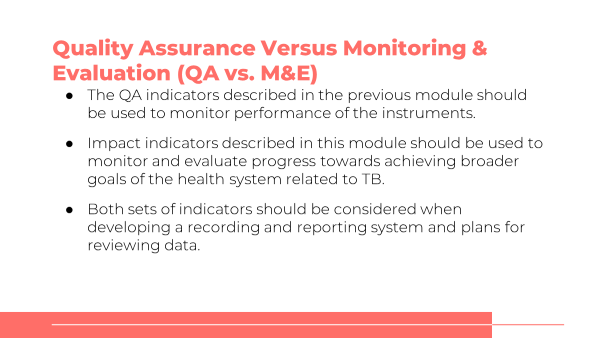 Quality Assurance Versus Monitoring &
Evaluation (QA vs. M&E)
● The QA indicators described in the previous module should
be used to monitor performance of the instruments.
● Impact indicators described in this module should be used to
monitor and evaluate progress towards achieving broader
goals of the health system related to TB.
● Both sets of indicators should be considered when
developing a recording and reporting system and plans for
reviewing data.